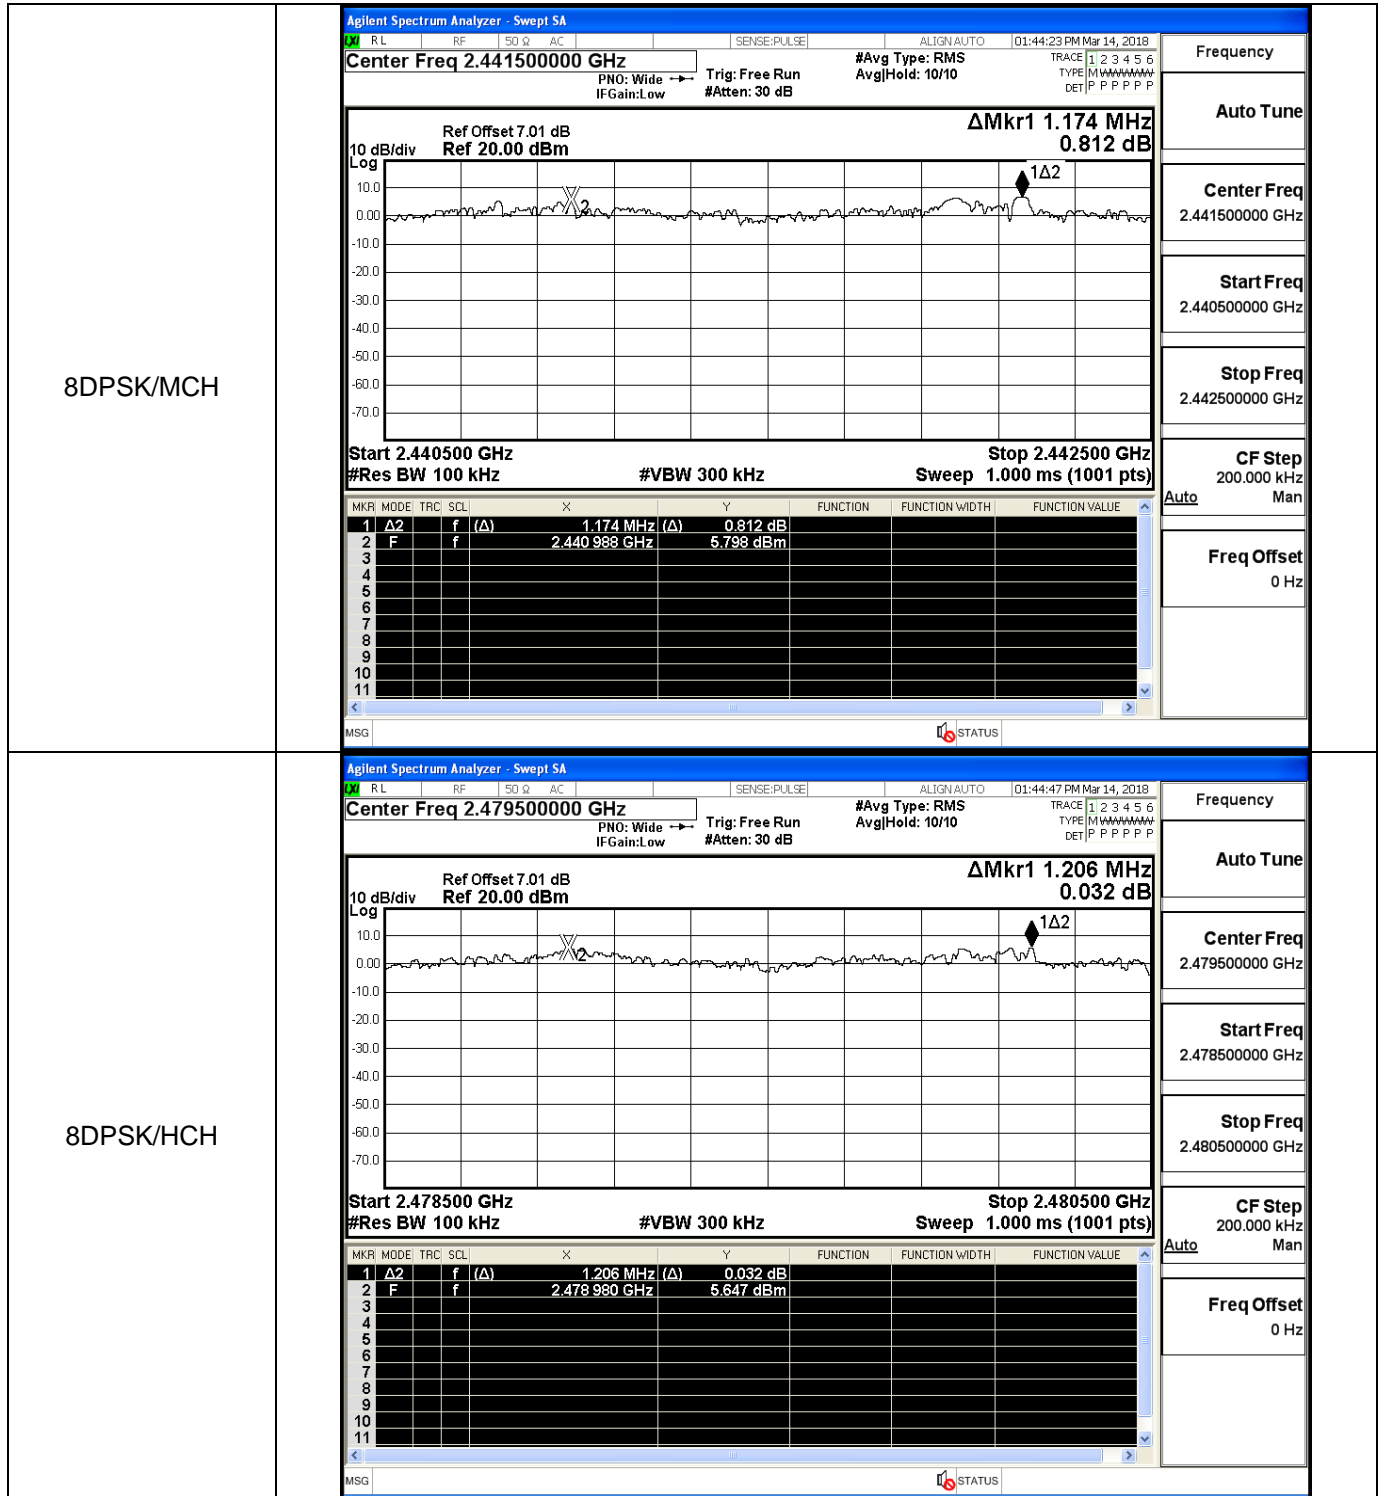 8DPSK/MCH
Agilent Spectrum Analyzer - Swept SA
LXI RL RF 50 Ω AC SENSE:PULSE ALIGN AUTO 01:44:23 PM Mar 14, 2018
Center Freq 2.441500000 GHz #Avg Type: RMS TRACE 1 2 3 4 5 6
PNO: Wide Trig: Free Run Avg|Hold: 10/10 TYPE M WWWWW
IFGain:Low #Atten: 30 dB DET P P P P P P
ΔMkr1 1.174 MHz
0.812 dB
Ref Offset 7.01 dB
10 dB/div Ref 20.00 dBm
Log
10.0
0.00
-10.0
-20.0
-30.0
-40.0
-50.0
-60.0
-70.0
2
1Δ2
Start 2.440500 GHz Stop 2.442500 GHz
#Res BW 100 kHz #VBW 300 kHz Sweep 1.000 ms (1001 pts)
MKR MODE TRC SCL X Y FUNCTION FUNCTION WIDTH FUNCTION VALUE
1 Δ2 f (Δ) 1.174 MHz (Δ) 0.812 dB
2 F f 2.440 988 GHz 5.798 dBm
3
4
5
6
7
8
9
10
11
MSG STATUS
Frequency
Auto Tune
Center Freq
2.441500000 GHz
Start Freq
2.440500000 GHz
Stop Freq
2.442500000 GHz
CF Step
200.000 kHz
Auto Man
Freq Offset
0 Hz
8DPSK/HCH
Agilent Spectrum Analyzer - Swept SA
LXI RL RF 50 Ω AC SENSE:PULSE ALIGN AUTO 01:44:47 PM Mar 14, 2018
Center Freq 2.479500000 GHz #Avg Type: RMS TRACE 1 2 3 4 5 6
PNO: Wide Trig: Free Run Avg|Hold: 10/10 TYPE M WWWWW
IFGain:Low #Atten: 30 dB DET P P P P P P
ΔMkr1 1.206 MHz
0.032 dB
Ref Offset 7.01 dB
10 dB/div Ref 20.00 dBm
Log
10.0
0.00
-10.0
-20.0
-30.0
-40.0
-50.0
-60.0
-70.0
2
1Δ2
Start 2.478500 GHz Stop 2.480500 GHz
#Res BW 100 kHz #VBW 300 kHz Sweep 1.000 ms (1001 pts)
MKR MODE TRC SCL X Y FUNCTION FUNCTION WIDTH FUNCTION VALUE
1 Δ2 f (Δ) 1.206 MHz (Δ) 0.032 dB
2 F f 2.478 980 GHz 5.647 dBm
3
4
5
6
7
8
9
10
11
MSG STATUS
Frequency
Auto Tune
Center Freq
2.479500000 GHz
Start Freq
2.478500000 GHz
Stop Freq
2.480500000 GHz
CF Step
200.000 kHz
Auto Man
Freq Offset
0 Hz